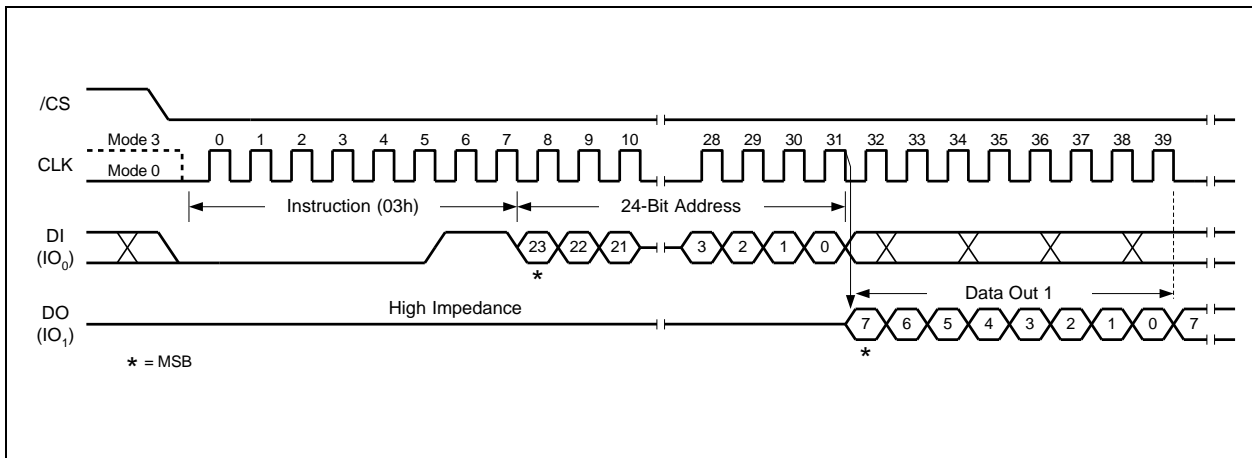 /CS
Mode 3 0 1 2 3 4 5 6 7 8 9 10 28 29 30 31 32 33 34 35 36 37 38 39
CLK Mode 0
Instruction (03h) 24-Bit Address
DI
(IO0) 23 22 21 3 2 1 0
*
High Impedance Data Out 1
DO
(IO1) 7 6 5 4 3 2 1 0 7
*
* = MSB